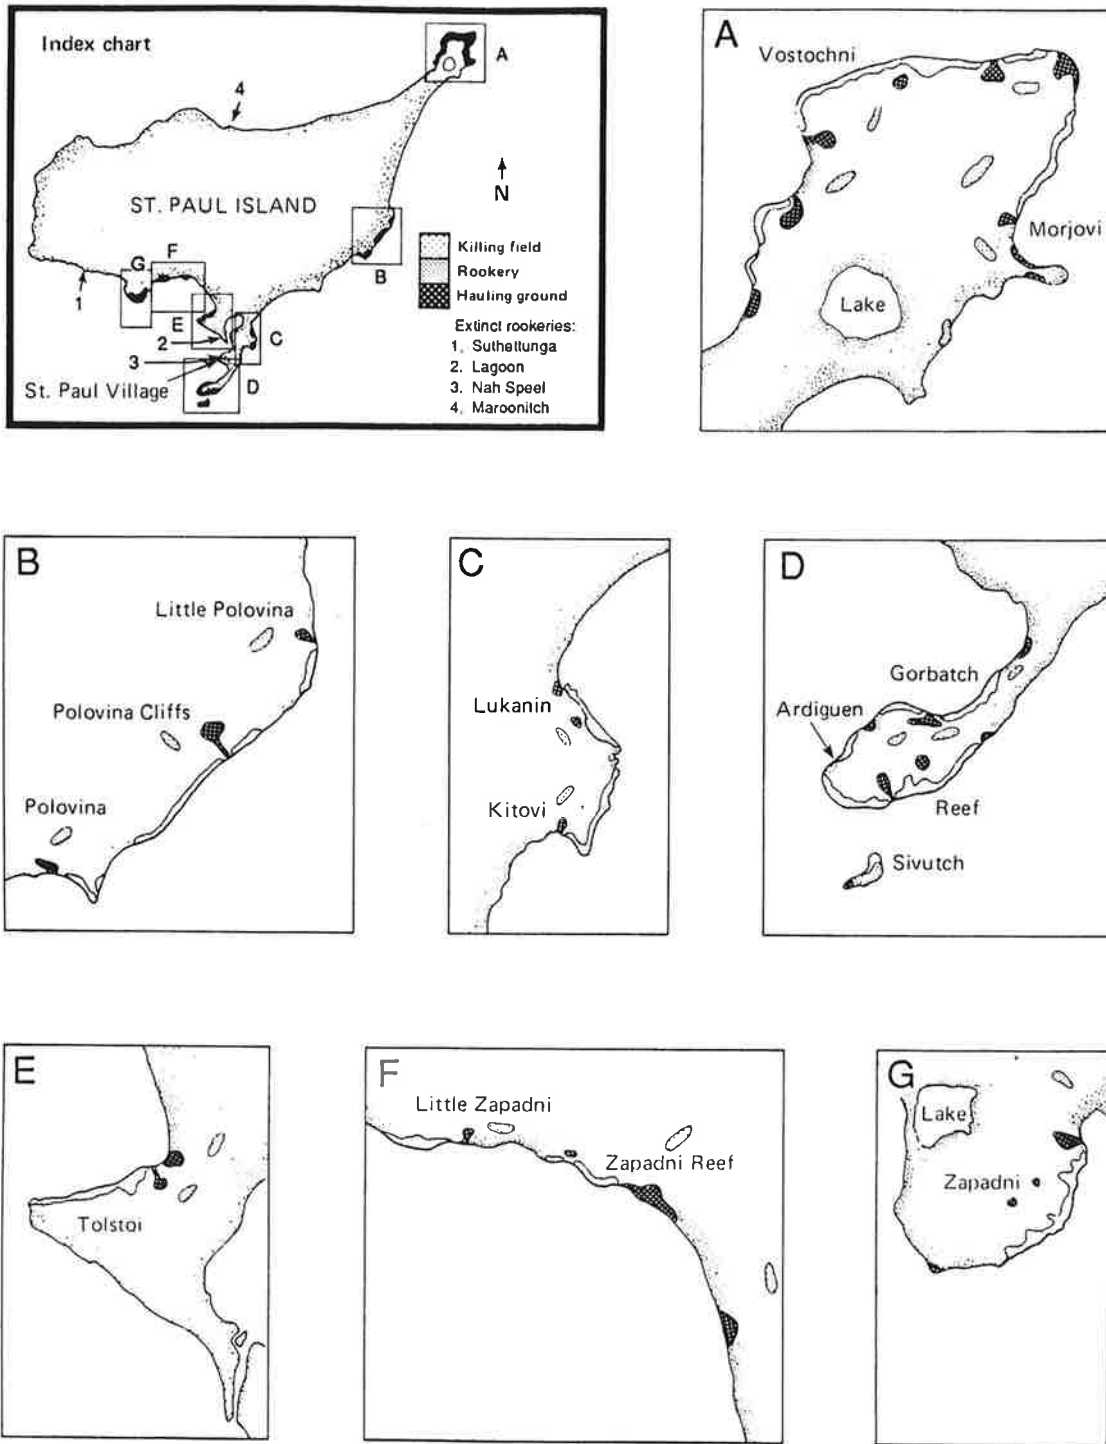 Index chart
A
4
N
ST. PAUL ISLAND
Killing field
Rookery
Hauling ground
Extinct rookeries:
1. Suthetunga
2. Lagoon
3. Nah Speel
4. Maroonitch
G
F
B
1
E
2
C
3
D
St. Paul Village
A
Vostochni
Morjovi
Lake
B
Little Polovina
Polovina Cliffs
Polovina
C
Lukanin
Kitovi
D
Gorbatch
Ardiguen
Reef
Sivutch
E
Tolstoi
F
Little Zapadni
Zapadni Reef
G
Lake
Zapadni